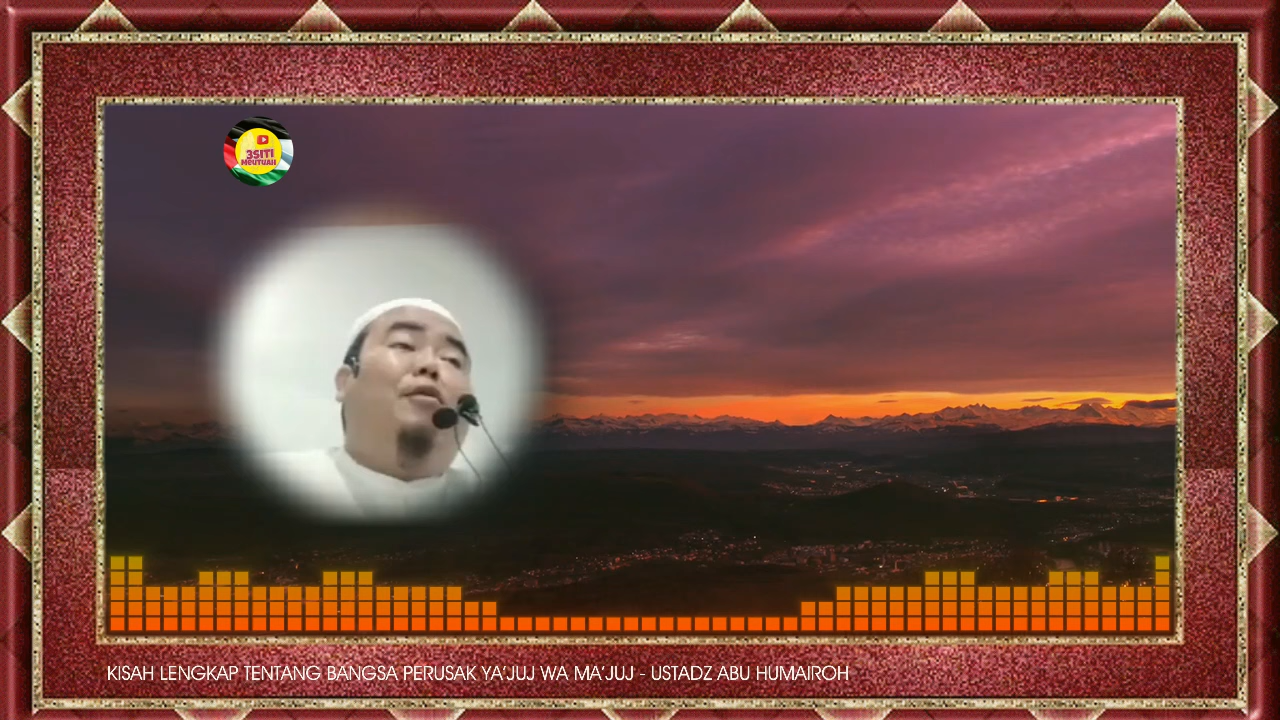 3SITI
MEUTUAH
KISAH LENGKAP TENTANG BANGSA PERUSAK YA'JUJ WA MA'JUJ - USTADZ ABU HUMAIROH